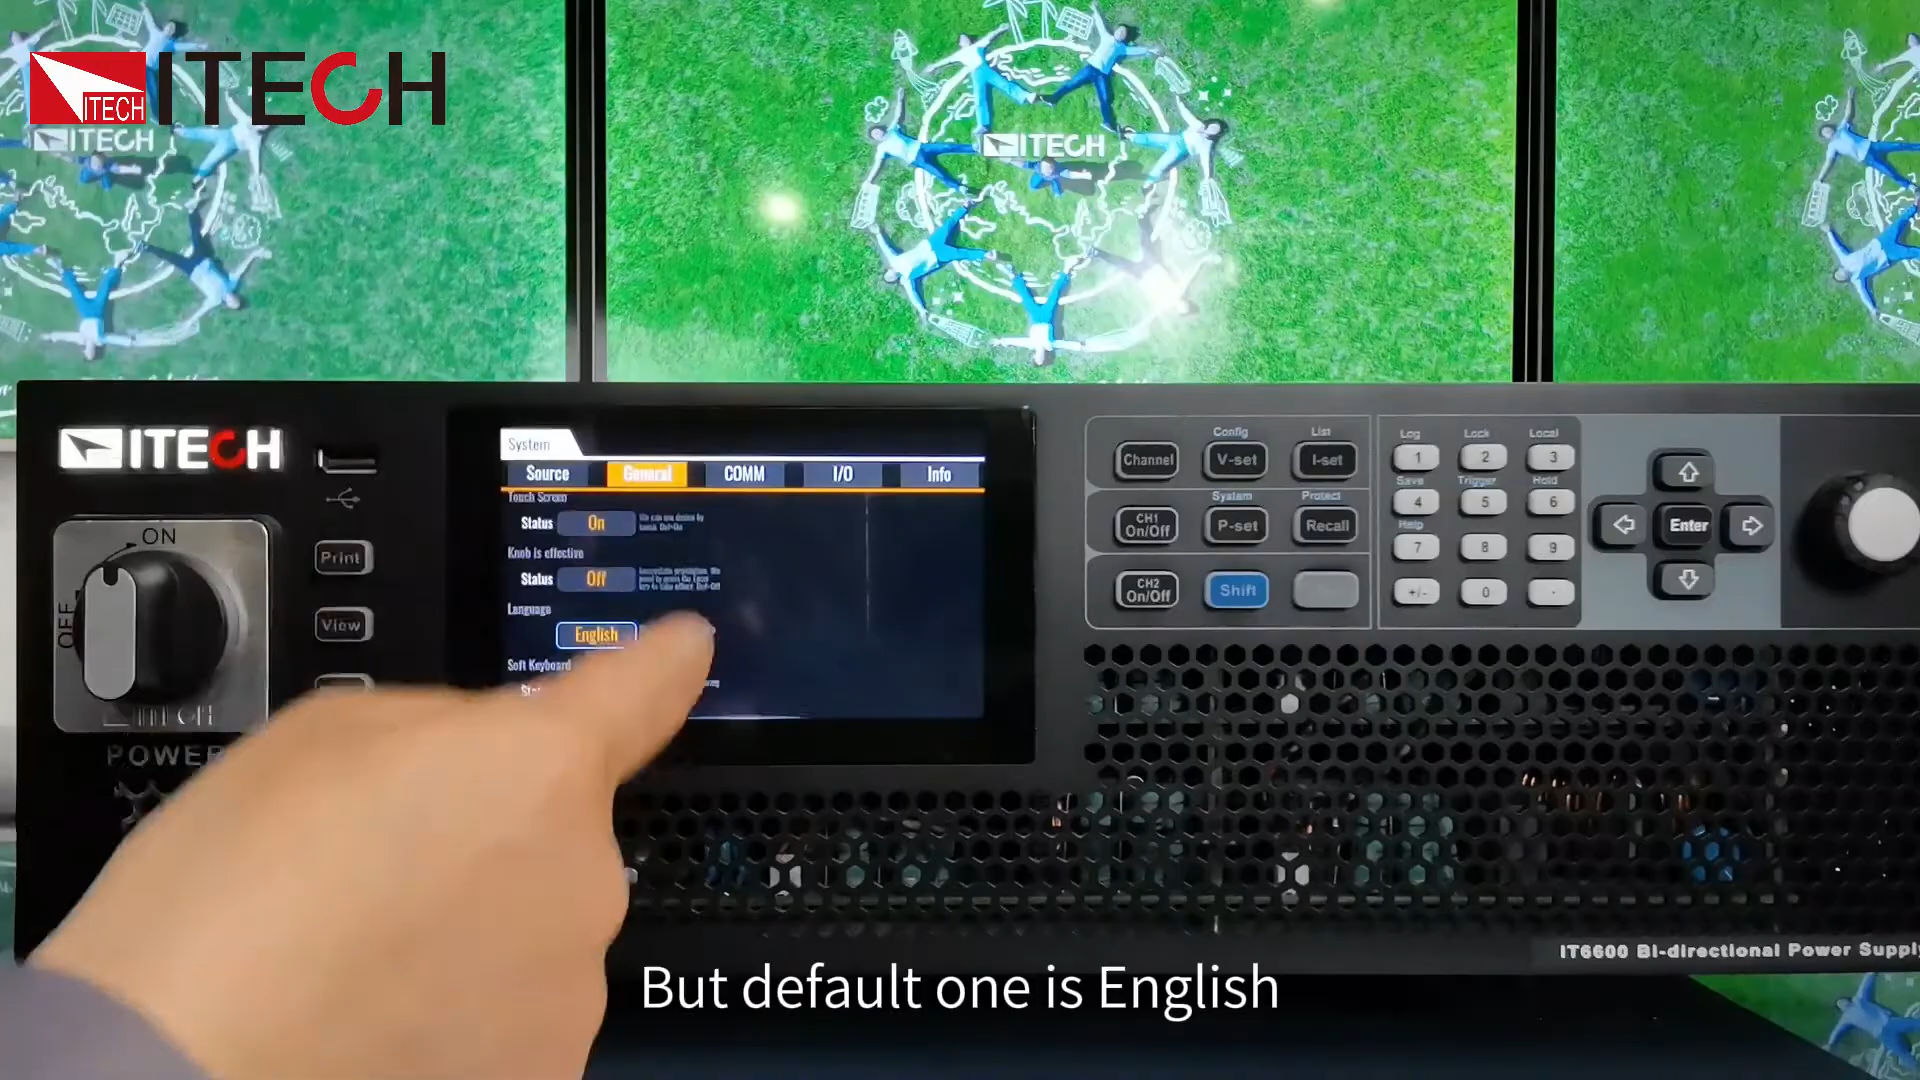 ITECH
ITECH
ITECH
ITECH
ITECH
ON
OFF
ITECH
POWER
Print
View
System
Source
General
COMM
I/O
Info
Touch Screen
Status
On
Knob is effective
Status
Off
Language
English
Soft Keyboard
Config
List
Channel
V-set
I-set
System
Protect
CH1
On/Off
P-set
Recall
CH2
On/Off
Shift
Log
Lock
Local
1
2
3
Save
Trigger
Hold
4
5
6
Help
7
8
9
+/-
0
.
Enter
IT6600 Bi-directional Power Supply
But default one is English